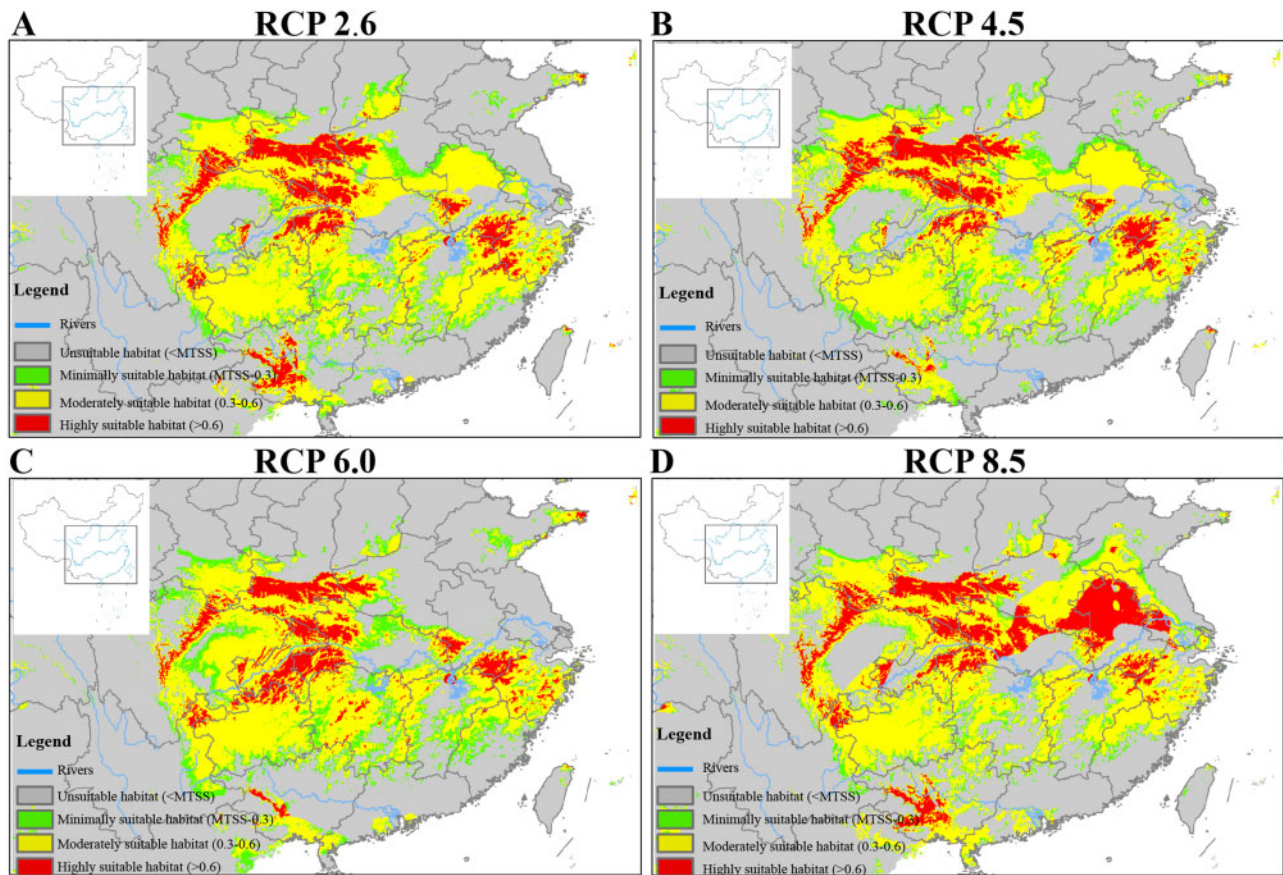 A
RCP 2.6
B
RCP 4.5
Legend
Rivers
Unsuitable habitat (<MTSS)
Minimally suitable habitat (MTSS-0.3)
Moderately suitable habitat (0.3-0.6)
Highly suitable habitat (>0.6)
Legend
Rivers
Unsuitable habitat (<MTSS)
Minimally suitable habitat (MTSS-0.3)
Moderately suitable habitat (0.3-0.6)
Highly suitable habitat (>0.6)
C
RCP 6.0
D
RCP 8.5
Legend
Rivers
Unsuitable habitat (<MTSS)
Minimally suitable habitat (MTSS-0.3)
Moderately suitable habitat (0.3-0.6)
Highly suitable habitat (>0.6)
Legend
Rivers
Unsuitable habitat (<MTSS)
Minimally suitable habitat (MTSS-0.3)
Moderately suitable habitat (0.3-0.6)
Highly suitable habitat (>0.6)